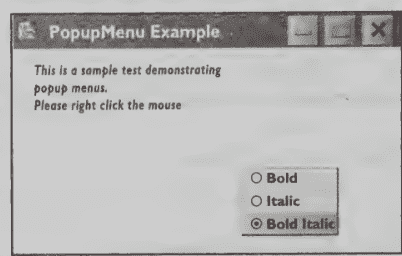 PopupMenu Example
This is a sample test demonstrating
popup menus.
Please right click the mouse
Bold
Italic
Bold Italic